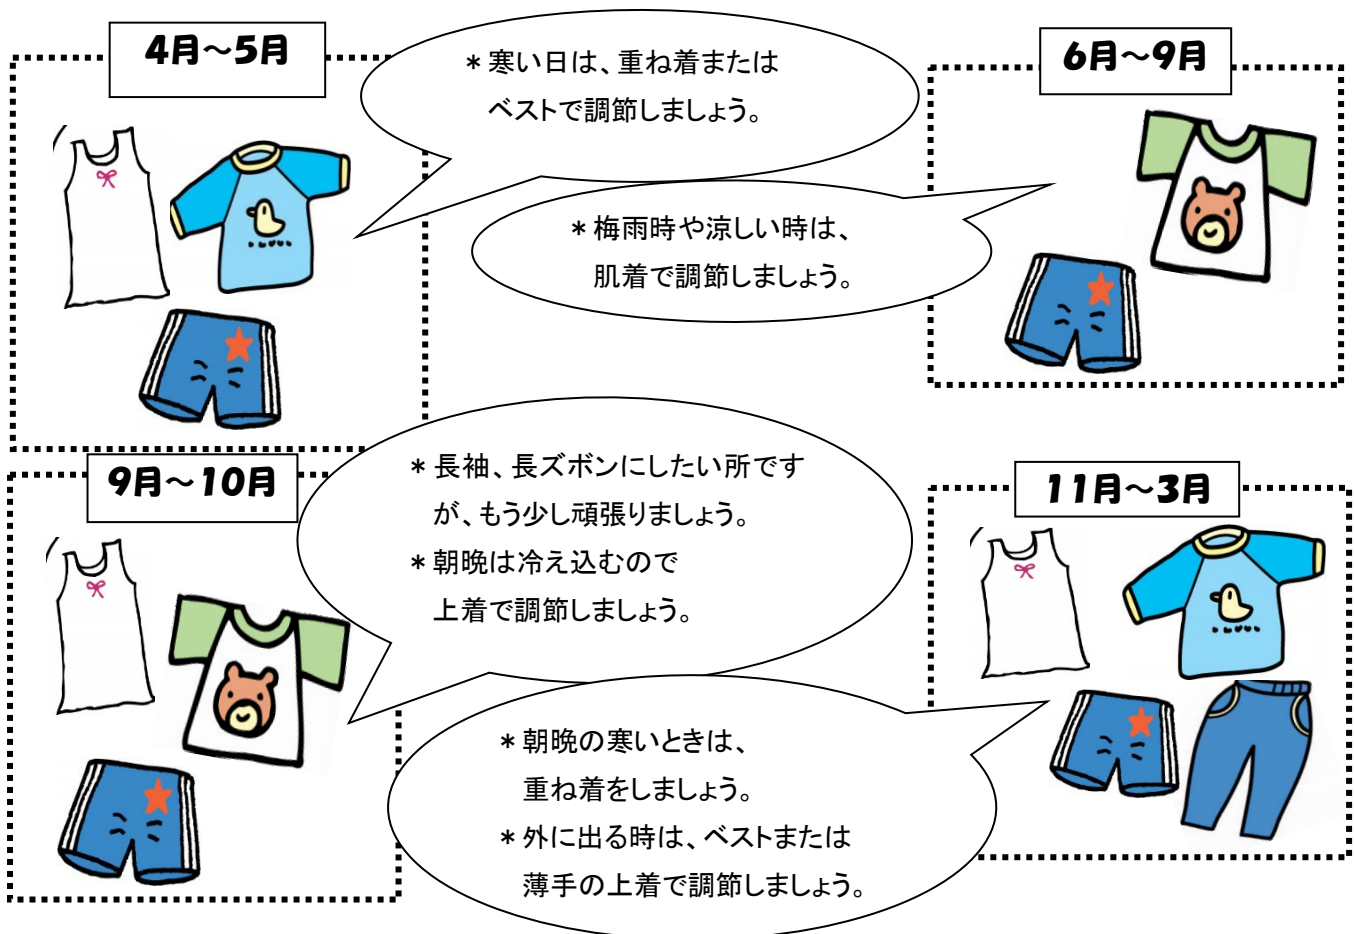 4月～5月
＊寒い日は、重ね着または
ベストで調節しましょう。
6月～9月
＊梅雨時や涼しい時は、
肌着で調節しましょう。
9月～10月
＊長袖、長ズボンにしたい所です
が、もう少し頑張りましょう。
＊朝晩は冷え込むので
上着で調節しましょう。
11月～3月
＊朝晩の寒いときは、
重ね着をしましょう。
＊外に出る時は、ベストまたは
薄手の上着で調節しましょう。